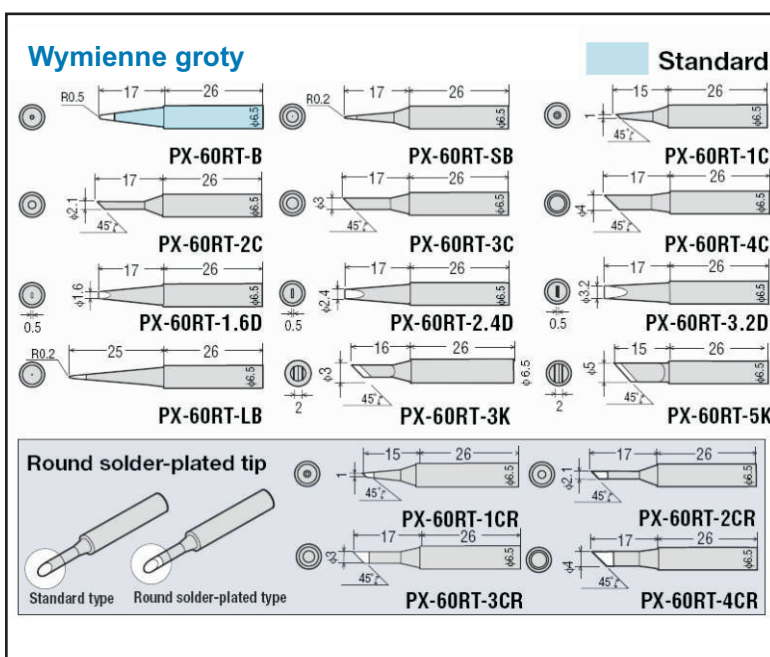 Wymienne groty
Standard
R0.5 17 26 φ6.5
PX-60RT-B
R0.2 17 26 φ6.5
PX-60RT-SB
15 26 1 45° φ6.5
PX-60RT-1C
17 26 φ2.1 45° φ6.5
PX-60RT-2C
17 26 φ3 45° φ6.5
PX-60RT-3C
17 26 φ4 45° φ6.5
PX-60RT-4C
17 26 φ1.6 0.5 φ6.5
PX-60RT-1.6D
17 26 φ2.4 0.5 φ6.5
PX-60RT-2.4D
17 26 φ3.2 0.5 φ6.5
PX-60RT-3.2D
R0.2 25 26 φ6.5
PX-60RT-LB
16 26 φ3 2 45° φ6.5
PX-60RT-3K
15 26 φ5 2 45° φ6.5
PX-60RT-5K
Round solder-plated tip
Standard type
Round solder-plated type
15 26 1 45° φ6.5
PX-60RT-1CR
17 26 φ2.1 45° φ6.5
PX-60RT-2CR
17 26 φ3 45° φ6.5
PX-60RT-3CR
17 26 φ4 45° φ6.5
PX-60RT-4CR